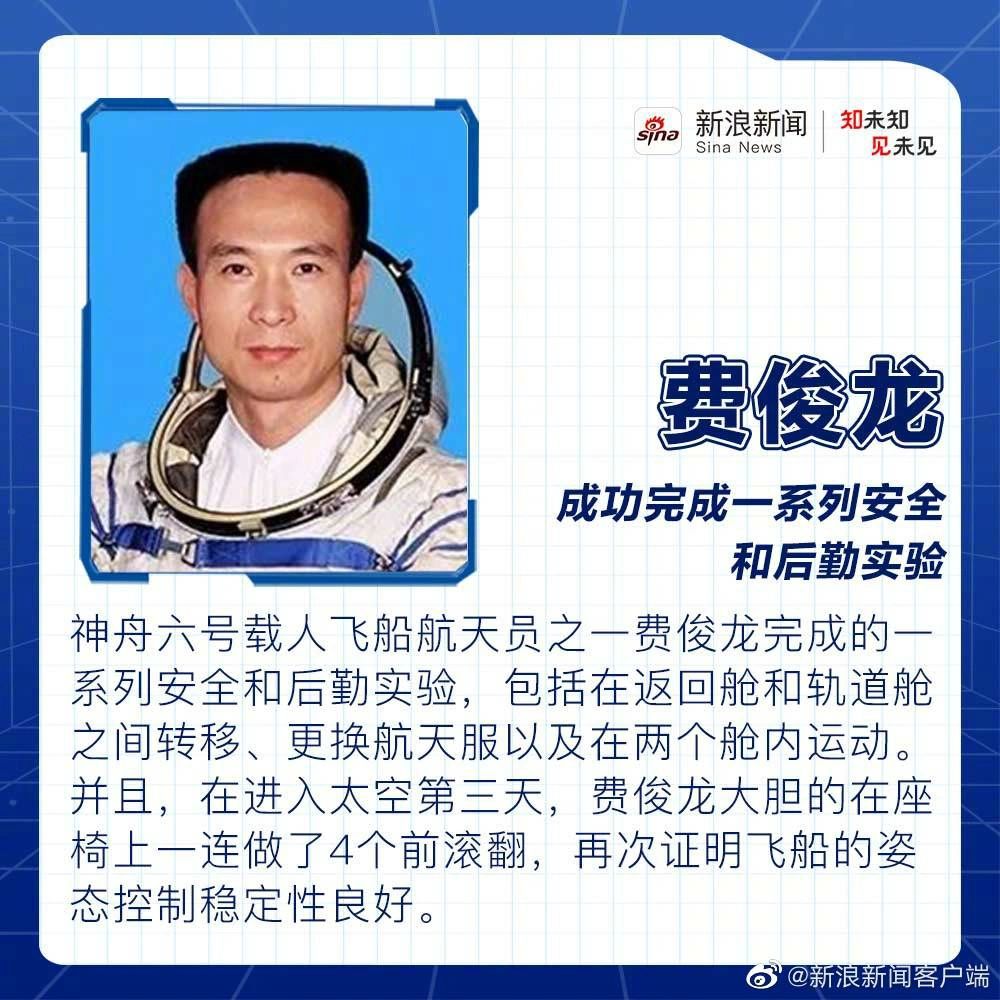 sina
新浪新闻
Sina News
知未知
见未见
费俊龙
成功完成一系列安全
和后勤实验
神舟六号载人飞船航天员之一费俊龙完成的一
系列安全和后勤实验，包括在返回舱和轨道舱
之间转移、更换航天服以及在两个舱内运动。
并且，在进入太空第三天，费俊龙大胆的在座
椅上一连做了4个前滚翻，再次证明飞船的姿
态控制稳定性良好。
@新浪新闻客户端